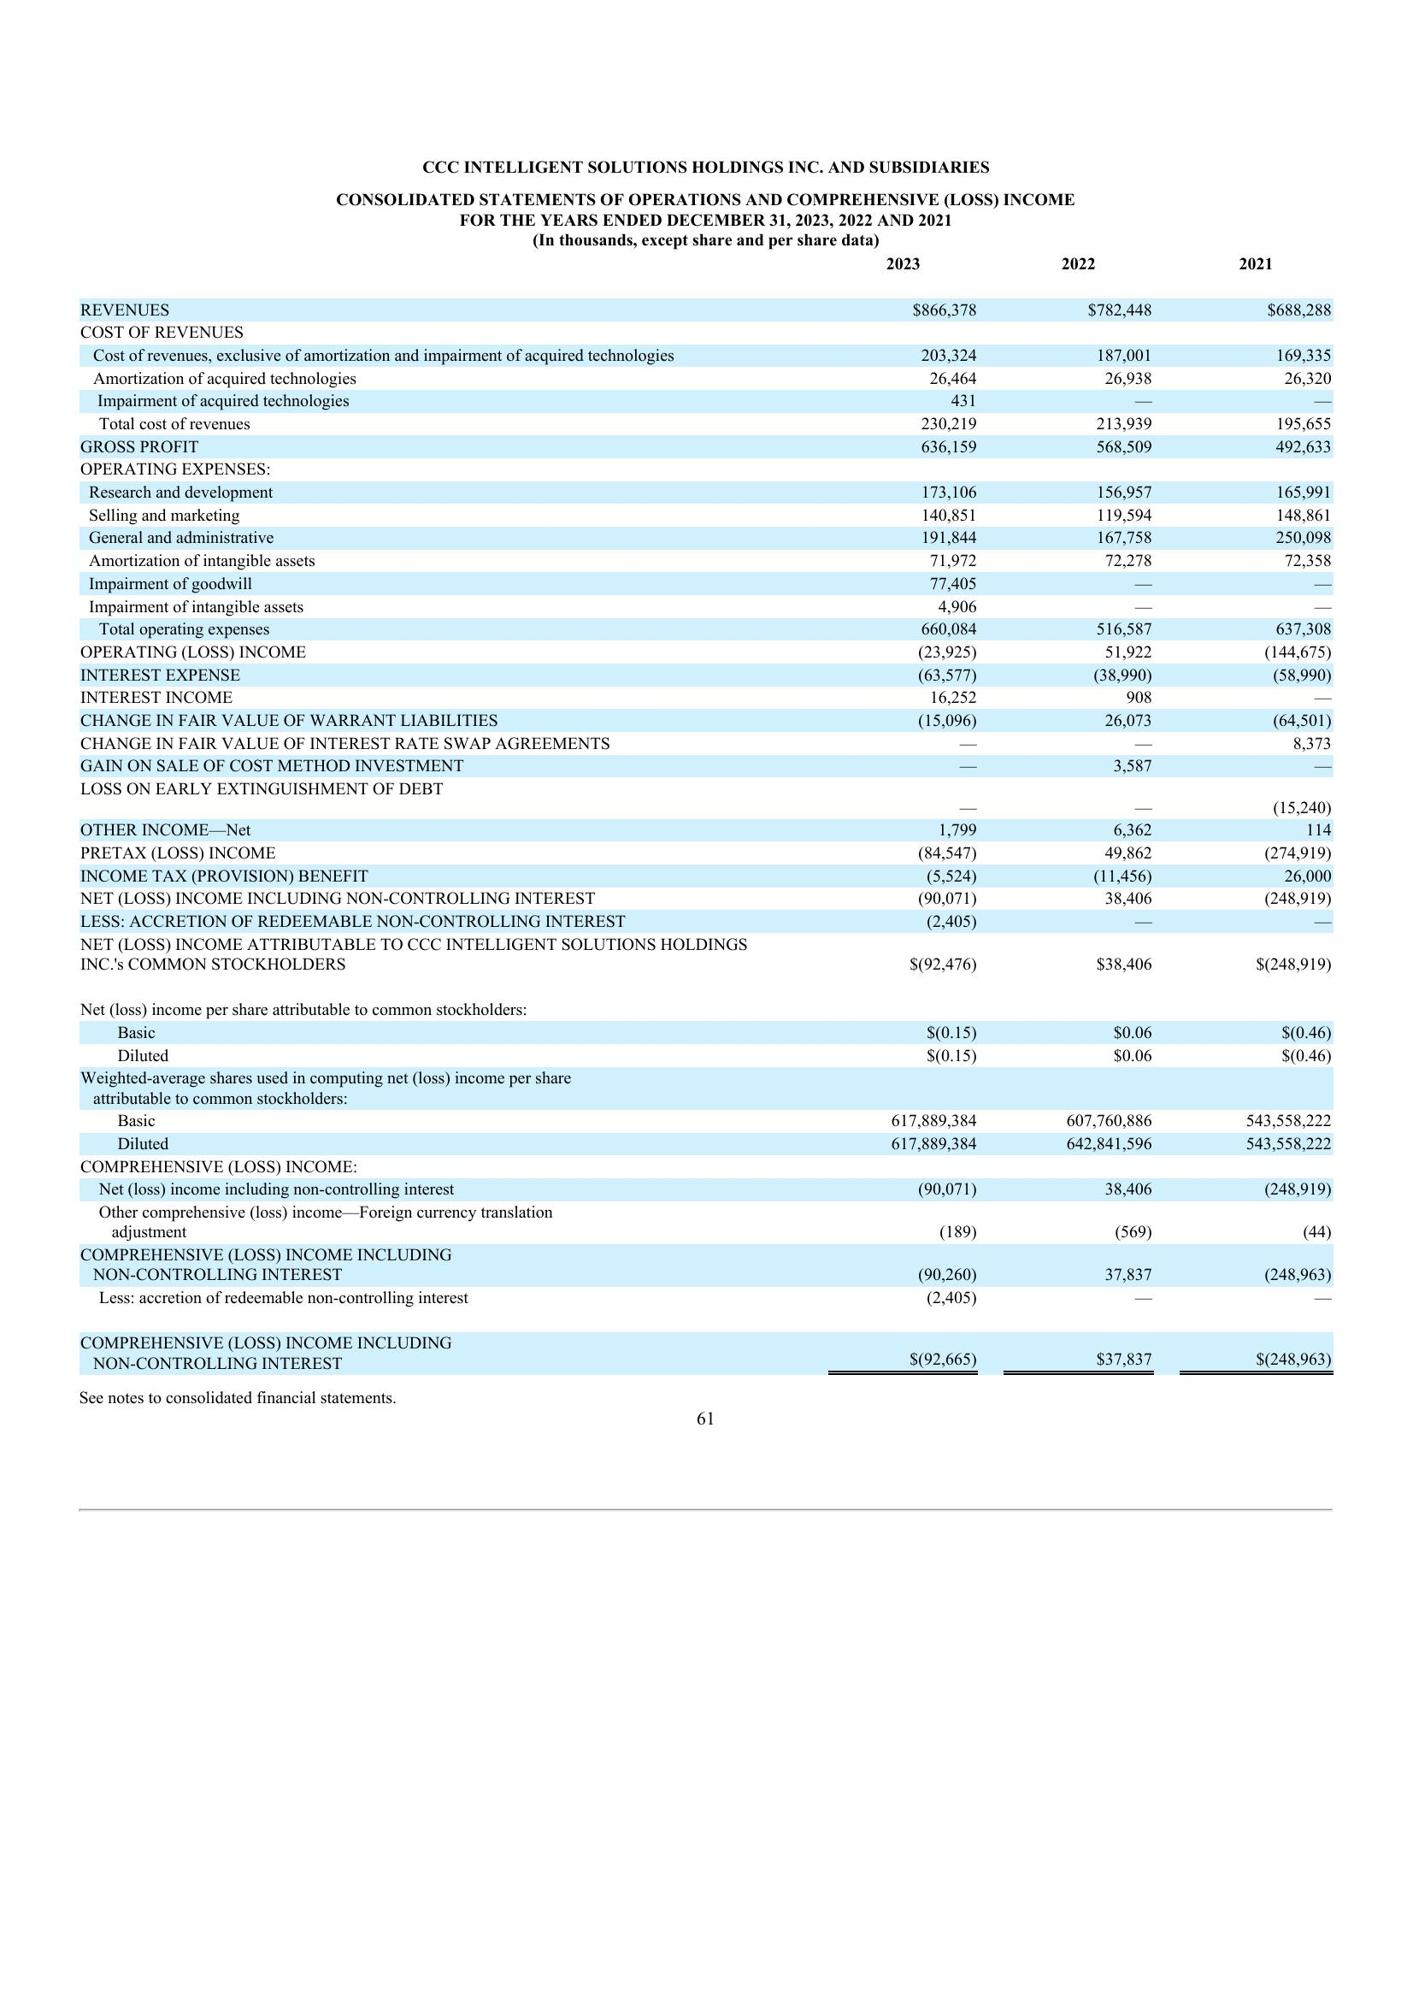 CCC INTELLIGENT SOLUTIONS HOLDINGS INC. AND SUBSIDIARIES
CONSOLIDATED STATEMENTS OF OPERATIONS AND COMPREHENSIVE (LOSS) INCOME
FOR THE YEARS ENDED DECEMBER 31, 2023, 2022 AND 2021
(In thousands, except share and per share data)
2023 2022 2021
REVENUES $866,378 $782,448 $688,288
COST OF REVENUES
Cost of revenues, exclusive of amortization and impairment of acquired technologies 203,324 187,001 169,335
Amortization of acquired technologies 26,464 26,938 26,320
Impairment of acquired technologies 431 — —
Total cost of revenues 230,219 213,939 195,655
GROSS PROFIT 636,159 568,509 492,633
OPERATING EXPENSES:
Research and development 173,106 156,957 165,991
Selling and marketing 140,851 119,594 148,861
General and administrative 191,844 167,758 250,098
Amortization of intangible assets 71,972 72,278 72,358
Impairment of goodwill 77,405 — —
Impairment of intangible assets 4,906 — —
Total operating expenses 660,084 516,587 637,308
OPERATING (LOSS) INCOME (23,925) 51,922 (144,675)
INTEREST EXPENSE (63,577) (38,990) (58,990)
INTEREST INCOME 16,252 908 —
CHANGE IN FAIR VALUE OF WARRANT LIABILITIES (15,096) 26,073 (64,501)
CHANGE IN FAIR VALUE OF INTEREST RATE SWAP AGREEMENTS — — 8,373
GAIN ON SALE OF COST METHOD INVESTMENT — 3,587 —
LOSS ON EARLY EXTINGUISHMENT OF DEBT
— — (15,240)
OTHER INCOME—Net 1,799 6,362 114
PRETAX (LOSS) INCOME (84,547) 49,862 (274,919)
INCOME TAX (PROVISION) BENEFIT (5,524) (11,456) 26,000
NET (LOSS) INCOME INCLUDING NON-CONTROLLING INTEREST (90,071) 38,406 (248,919)
LESS: ACCRETION OF REDEEMABLE NON-CONTROLLING INTEREST (2,405) — —
NET (LOSS) INCOME ATTRIBUTABLE TO CCC INTELLIGENT SOLUTIONS HOLDINGS
INC.'s COMMON STOCKHOLDERS $(92,476) $38,406 $(248,919)
Net (loss) income per share attributable to common stockholders:
Basic $(0.15) $0.06 $(0.46)
Diluted $(0.15) $0.06 $(0.46)
Weighted-average shares used in computing net (loss) income per share
attributable to common stockholders:
Basic 617,889,384 607,760,886 543,558,222
Diluted 617,889,384 642,841,596 543,558,222
COMPREHENSIVE (LOSS) INCOME:
Net (loss) income including non-controlling interest (90,071) 38,406 (248,919)
Other comprehensive (loss) income—Foreign currency translation
adjustment (189) (569) (44)
COMPREHENSIVE (LOSS) INCOME INCLUDING
NON-CONTROLLING INTEREST (90,260) 37,837 (248,963)
Less: accretion of redeemable non-controlling interest (2,405) — —
COMPREHENSIVE (LOSS) INCOME INCLUDING
NON-CONTROLLING INTEREST $(92,665) $37,837 $(248,963)
See notes to consolidated financial statements.
61